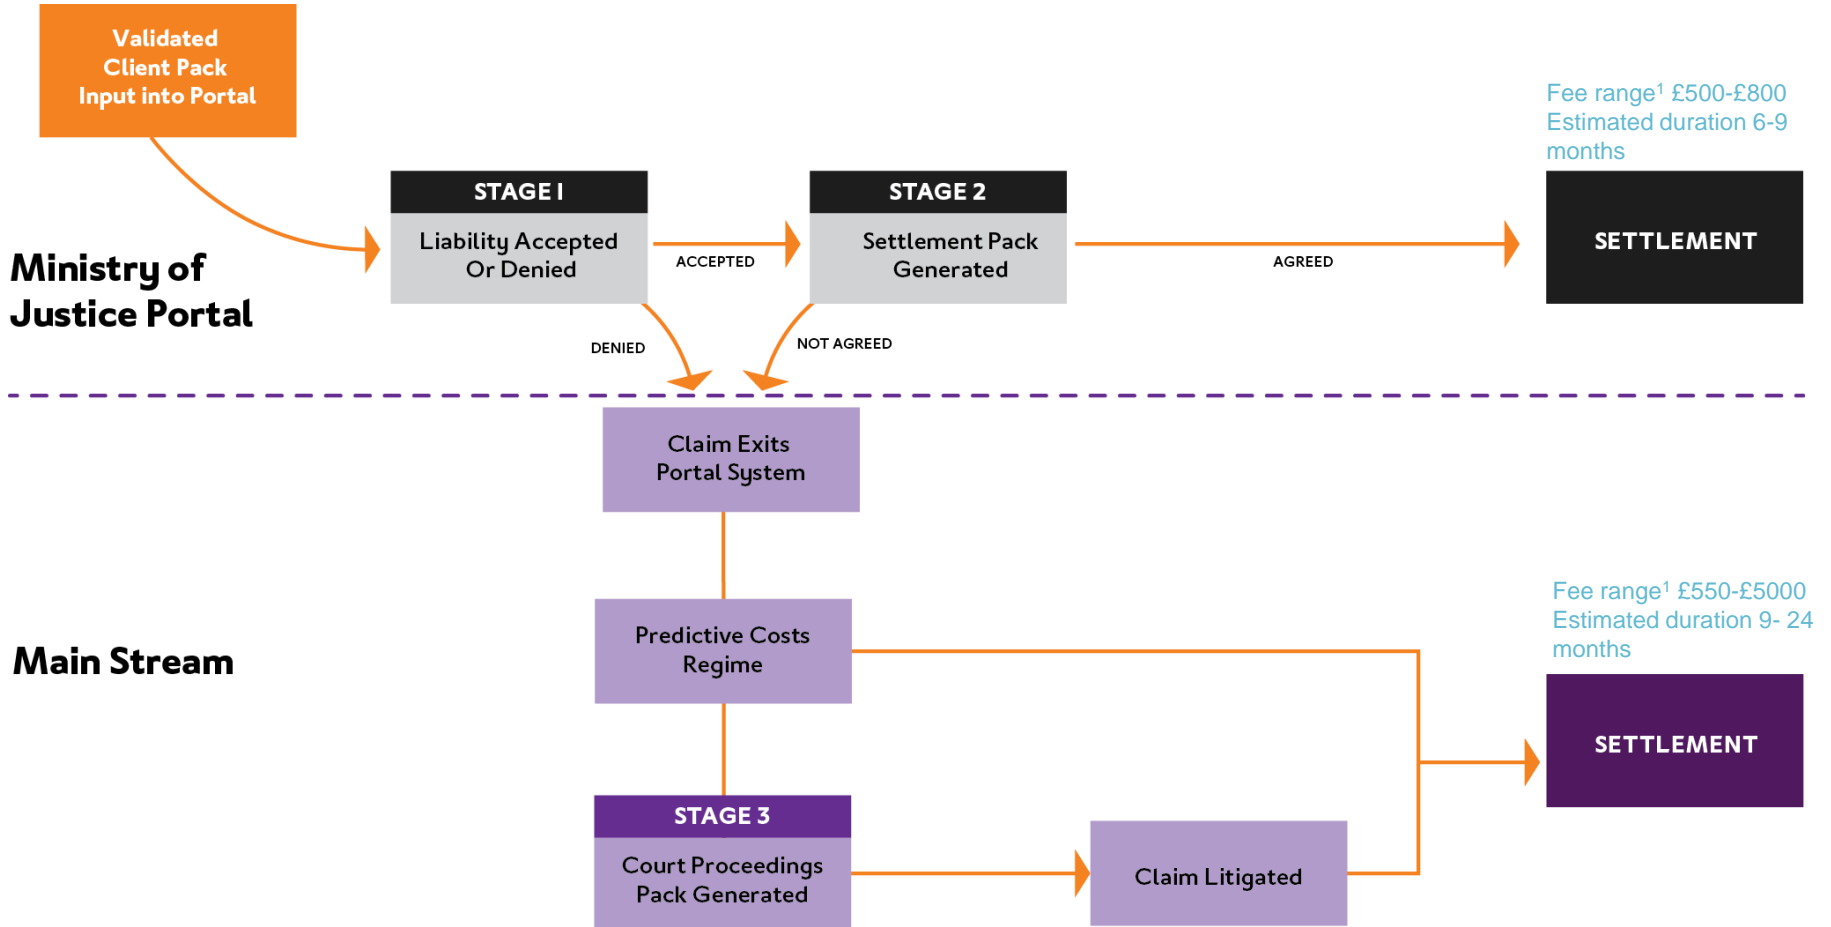 Validated
Client Pack
Input into Portal
Fee range¹ £500-£800
Estimated duration 6-9
months
STAGE I
STAGE 2
Liability Accepted
Or Denied
ACCEPTED
Settlement Pack
Generated
AGREED
SETTLEMENT
Ministry of
Justice Portal
DENIED
NOT AGREED
Claim Exits
Portal System
Fee range¹ £550-£5000
Estimated duration 9- 24
months
Main Stream
Predictive Costs
Regime
SETTLEMENT
STAGE 3
Court Proceedings
Pack Generated
Claim Litigated